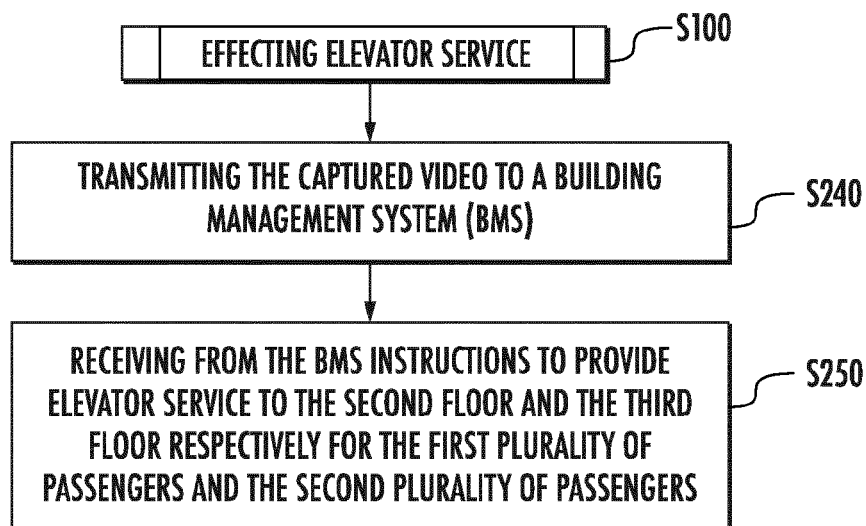 EFFECTING ELEVATOR SERVICE
S100
TRANSMITTING THE CAPTURED VIDEO TO A BUILDING
MANAGEMENT SYSTEM (BMS)
S240
RECEIVING FROM THE BMS INSTRUCTIONS TO PROVIDE
ELEVATOR SERVICE TO THE SECOND FLOOR AND THE THIRD
FLOOR RESPECTIVELY FOR THE FIRST PLURALITY OF
PASSENGERS AND THE SECOND PLURALITY OF PASSENGERS
S250